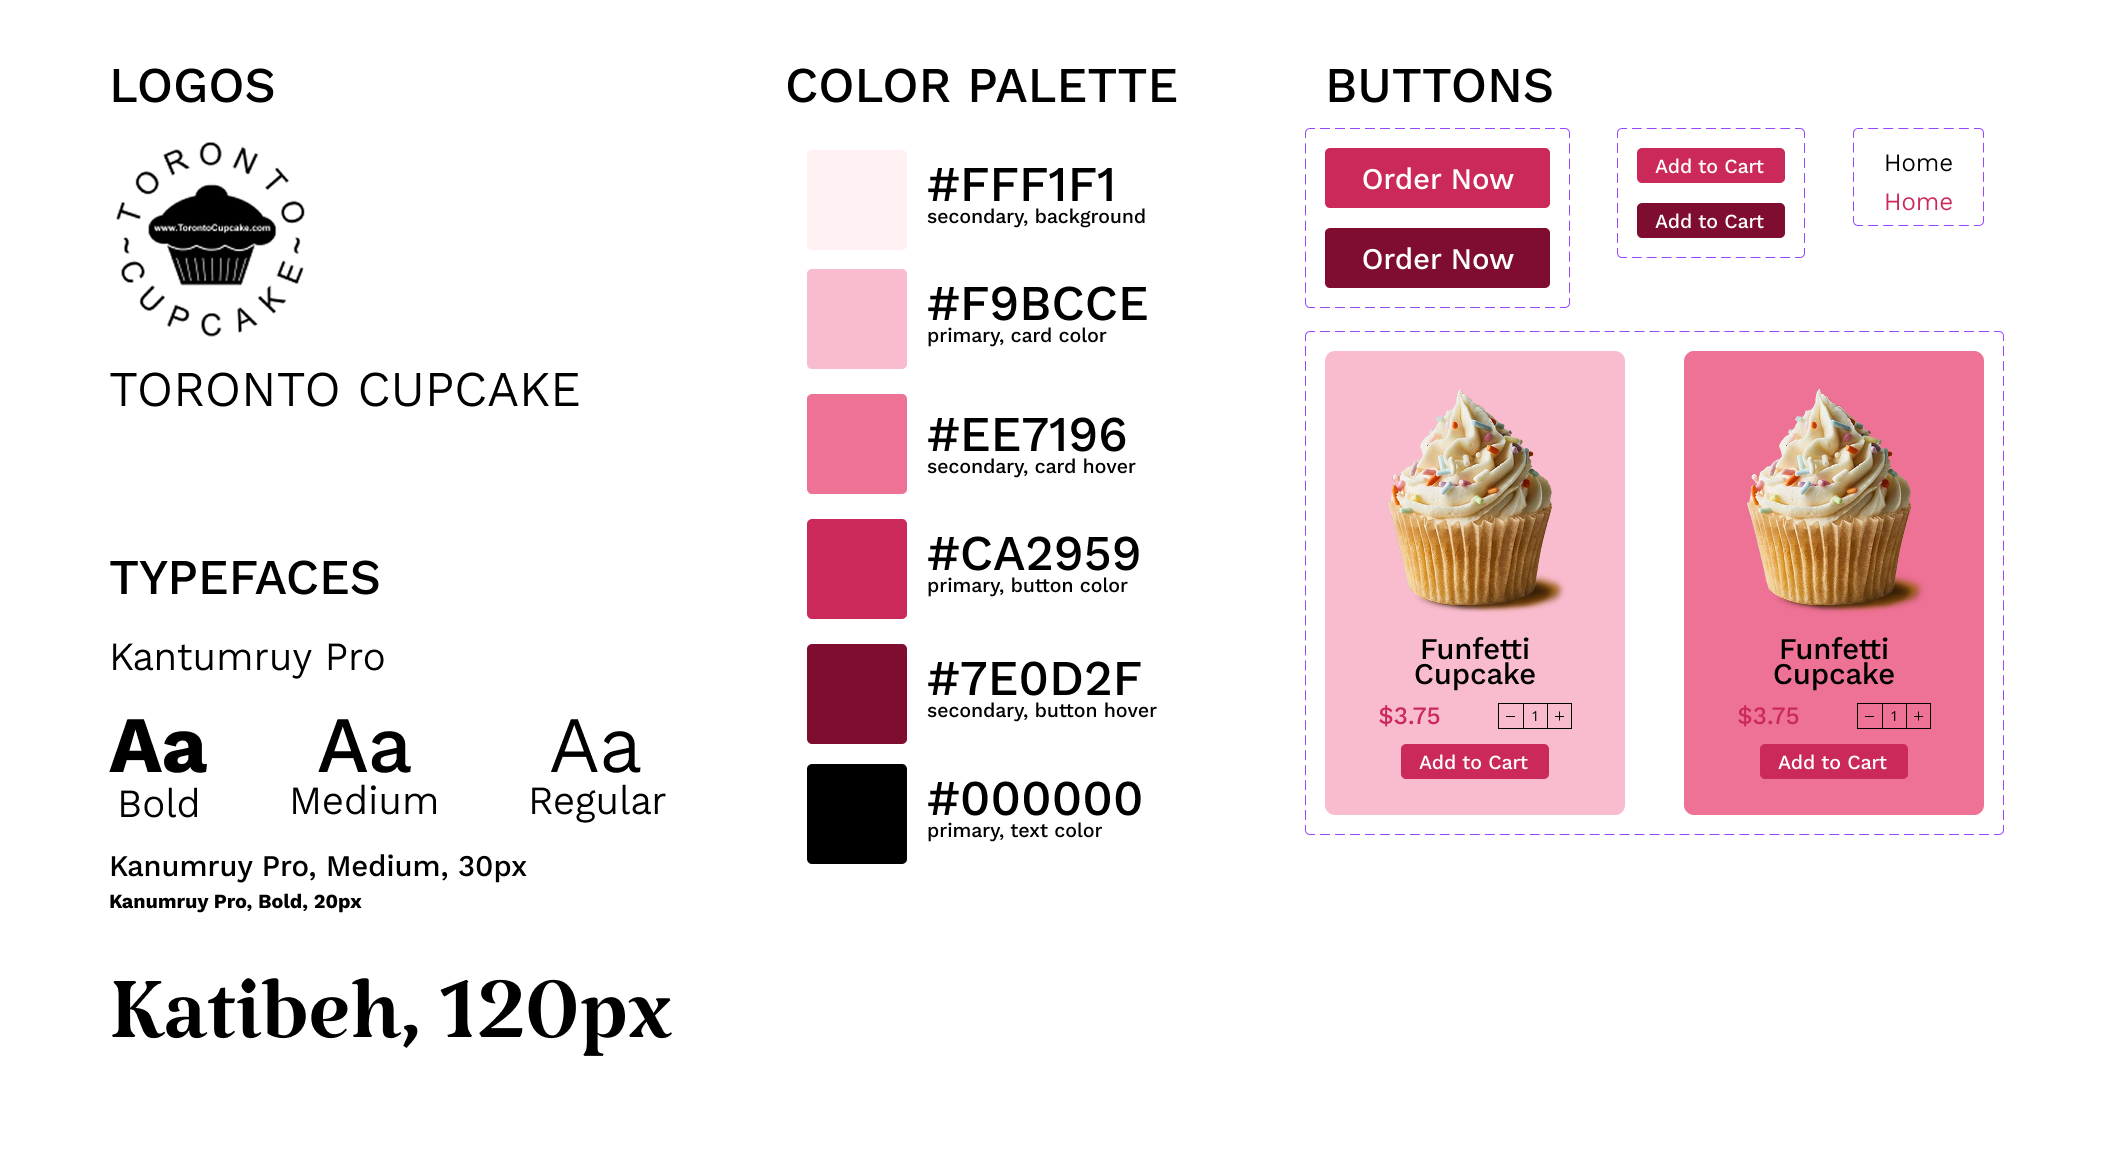 LOGOS
TORONTO
www.TorontoCupcake.com
~CUPCAKE~
TORONTO CUPCAKE
TYPEFACES
Kantumruy Pro
Aa Aa Aa
Bold Medium Regular
Kanumruy Pro, Medium, 30px
Kanumruy Pro, Bold, 20px
Katibeh, 120px
COLOR PALETTE
#FFF1F1
secondary, background
#F9BCCE
primary, card color
#EE7196
secondary, card hover
#CA2959
primary, button color
#7E0D2F
secondary, button hover
#000000
primary, text color
BUTTONS
Order Now
Order Now
Add to Cart
Add to Cart
Home
Home
Funfetti
Cupcake
$3.75 − 1 +
Add to Cart
Funfetti
Cupcake
$3.75 − 1 +
Add to Cart